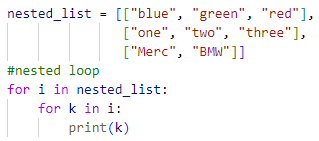 nested_list = [["blue", "green", "red"],
               ["one", "two", "three"],
               ["Merc", "BMW"]]
#nested loop
for i in nested_list:
    for k in i:
        print(k)